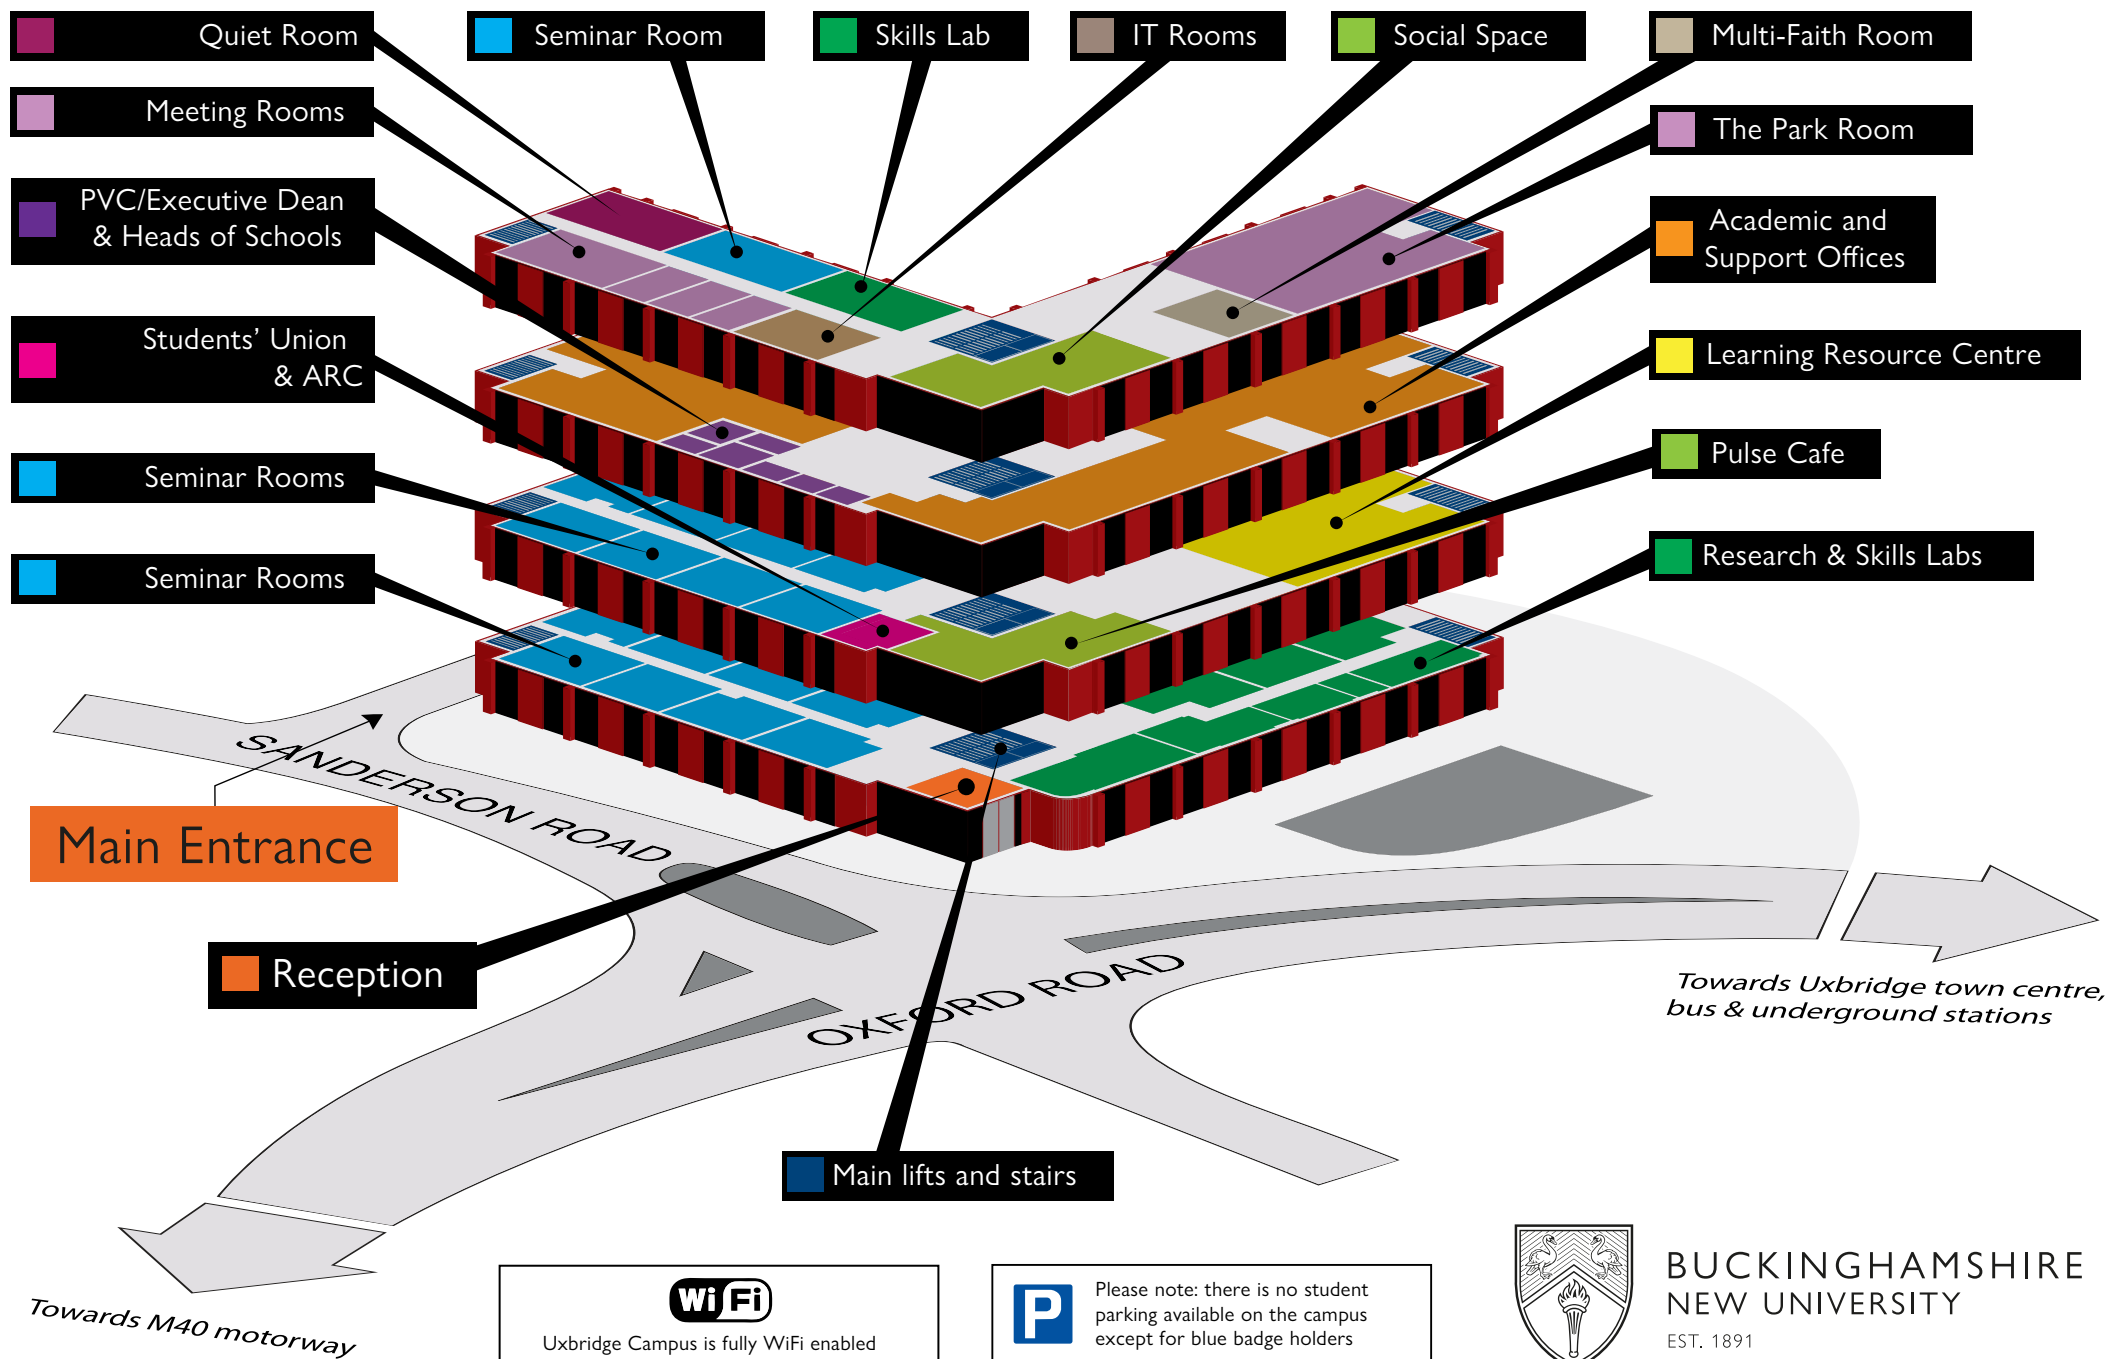 Quiet Room
Seminar Room
Skills Lab
IT Rooms
Social Space
Multi-Faith Room
Meeting Rooms
The Park Room
PVC/Executive Dean
& Heads of Schools
Academic and
Support Offices
Students’ Union
& ARC
Learning Resource Centre
Pulse Cafe
Seminar Rooms
Research & Skills Labs
Seminar Rooms
SANDERSON ROAD
Main Entrance
Reception
OXFORD ROAD
Towards Uxbridge town centre,
bus & underground stations
Main lifts and stairs
Towards M40 motorway
Wi Fi
Uxbridge Campus is fully WiFi enabled
P
Please note: there is no student
parking available on the campus
except for blue badge holders
BUCKINGHAMSHIRE
NEW UNIVERSITY
EST. 1891